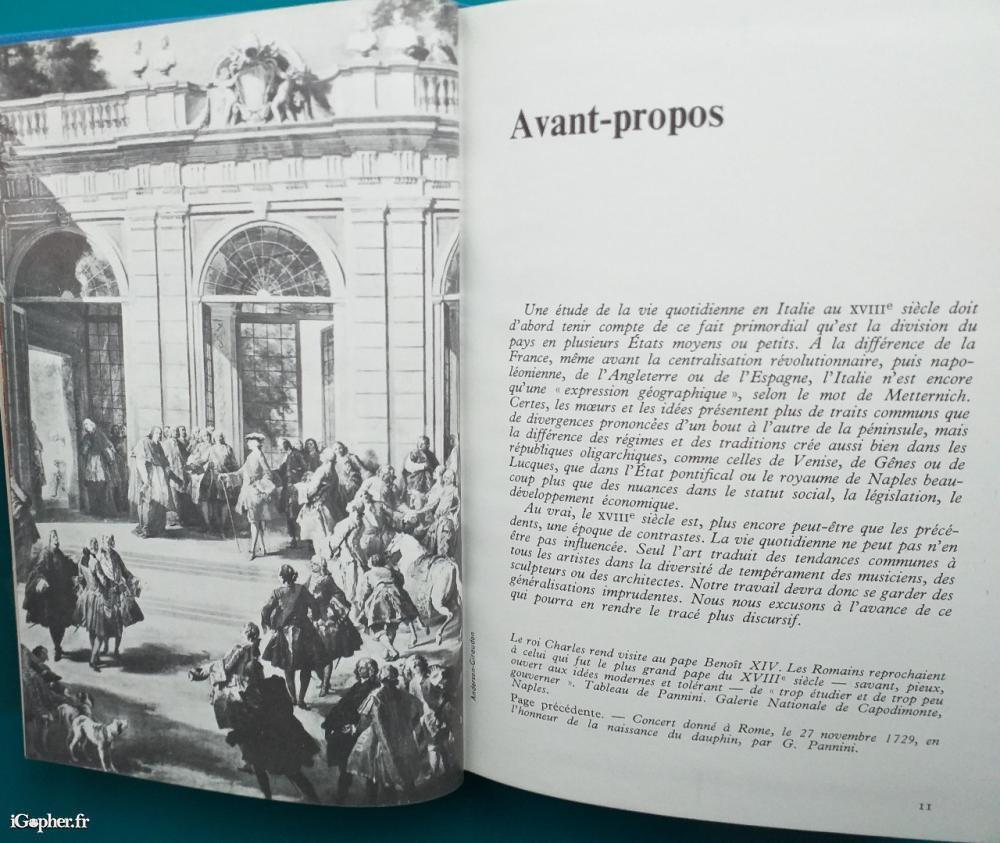 Anderson-Giraudon
Avant-propos
Une étude de la vie quotidienne en Italie au XVIIIe siècle doit
d'abord tenir compte de ce fait primordial qu'est la division du
pays en plusieurs États moyens ou petits. A la différence de la
France, même avant la centralisation révolutionnaire, puis napo-
léonienne, de l'Angleterre ou de l'Espagne, l'Italie n'est encore
qu'une « expression géographique », selon le mot de Metternich.
Certes, les mœurs et les idées présentent plus de traits communs que
de divergences prononcées d'un bout à l'autre de la péninsule, mais
la différence des régimes et des traditions crée aussi bien dans les
républiques oligarchiques, comme celles de Venise, de Gênes ou de
Lucques, que dans l'État pontifical ou le royaume de Naples beau-
coup plus que des nuances dans le statut social, la législation, le
développement économique.
Au vrai, le XVIIIe siècle est, plus encore peut-être que les précé-
dents, une époque de contrastes. La vie quotidienne ne peut pas n'en
être pas influencée. Seul l'art traduit des tendances communes à
tous les artistes dans la diversité de tempérament des musiciens, des
sculpteurs ou des architectes. Notre travail devra donc se garder des
généralisations imprudentes. Nous nous excusons à l'avance de ce
qui pourra en rendre le tracé plus discursif.
Le roi Charles rend visite au pape Benoît XIV. Les Romains reprochaient
à celui qui fut le plus grand pape du XVIIIe siècle — savant, pieux,
ouvert aux idées modernes et tolérant — de « trop étudier et de trop peu
gouverner ». Tableau de Pannini. Galerie Nationale de Capodimonte,
Naples.
Page précédente. — Concert donné à Rome, le 27 novembre 1729, en
l'honneur de la naissance du dauphin, par G. Pannini.
11
iGopher.fr